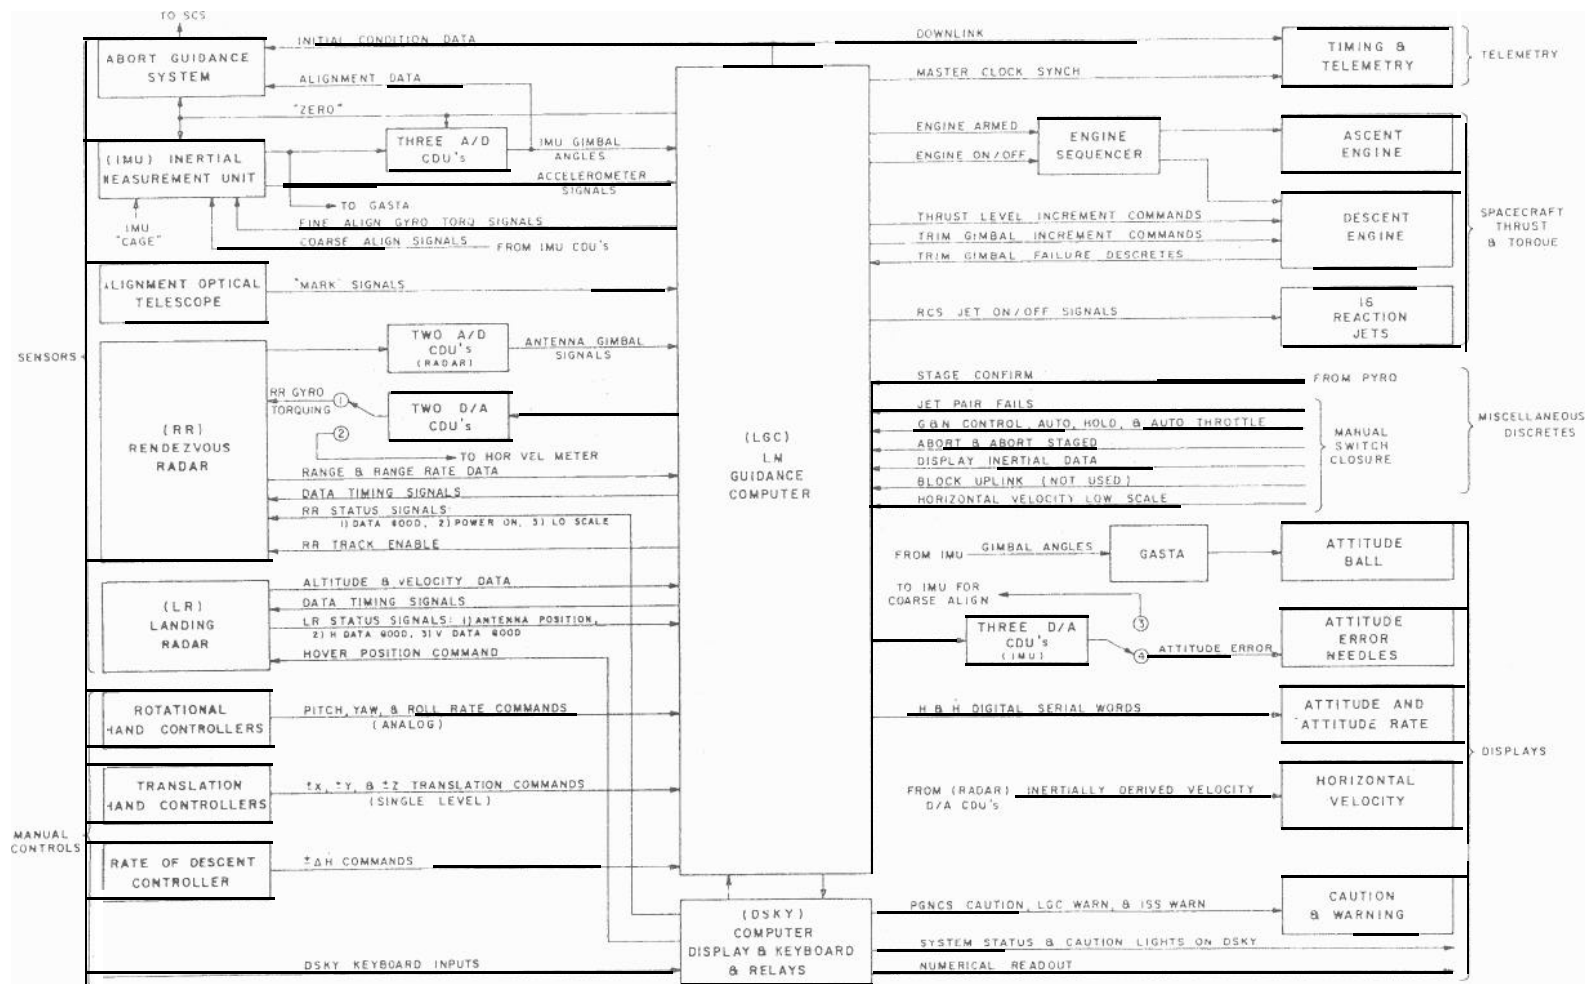 TO SCS
ABORT GUIDANCE
SYSTEM
INITIAL CONDITION DATA
ALIGNMENT DATA
"ZERO"
(IMU) INERTIAL
MEASUREMENT UNIT
THREE A/D
CDU's
IMU GIMBAL
ANGLES
ACCELEROMETER
SIGNALS
TO GASTA
IMU
"CAGE"
FINE ALIGN GYRO TORQ SIGNALS
COARSE ALIGN SIGNALS
FROM IMU CDU's
ALIGNMENT OPTICAL
TELESCOPE
"MARK" SIGNALS
SENSORS
(RR)
RENDEZVOUS
RADAR
TWO A/D
CDU's
(RADAR)
ANTENNA GIMBAL
SIGNALS
RR GYRO
TORQUING
1
2
TWO D/A
CDU's
TO HOR VEL METER
RANGE & RANGE RATE DATA
DATA TIMING SIGNALS
RR STATUS SIGNALS:
1) DATA GOOD, 2) POWER ON, 3) LO SCALE
RR TRACK ENABLE
(LR)
LANDING
RADAR
ALTITUDE & VELOCITY DATA
DATA TIMING SIGNALS
LR STATUS SIGNALS: 1) ANTENNA POSITION,
2) H DATA GOOD, 3) V DATA GOOD
HOVER POSITION COMMAND
MANUAL
CONTROLS
ROTATIONAL
HAND CONTROLLERS
PITCH, YAW, & ROLL RATE COMMANDS
(ANALOG)
TRANSLATION
HAND CONTROLLERS
±X, ±Y, & ±Z TRANSLATION COMMANDS
(SINGLE LEVEL)
RATE OF DESCENT
CONTROLLER
±ΔḢ COMMANDS
DSKY KEYBOARD INPUTS
(LGC)
LM
GUIDANCE
COMPUTER
(DSKY)
COMPUTER
DISPLAY & KEYBOARD
& RELAYS
DOWNLINK
MASTER CLOCK SYNCH
TIMING &
TELEMETRY
TELEMETRY
ENGINE ARMED
ENGINE ON/OFF
ENGINE
SEQUENCER
ASCENT
ENGINE
THRUST LEVEL INCREMENT COMMANDS
TRIM GIMBAL INCREMENT COMMANDS
TRIM GIMBAL FAILURE DESCRETES
DESCENT
ENGINE
SPACECRAFT
THRUST
& TORQUE
RCS JET ON/OFF SIGNALS
16
REACTION
JETS
STAGE CONFIRM
FROM PYRO
JET PAIR FAILS
G&N CONTROL, AUTO, HOLD, & AUTO THROTTLE
ABORT & ABORT STAGED
DISPLAY INERTIAL DATA
BLOCK UPLINK (NOT USED)
HORIZONTAL VELOCITY LOW SCALE
MANUAL
SWITCH
CLOSURE
MISCELLANEOUS
DISCRETES
FROM IMU
GIMBAL ANGLES
GASTA
ATTITUDE
BALL
TO IMU FOR
COARSE ALIGN
3
THREE D/A
CDU's
(IMU)
4
ATTITUDE ERROR
ATTITUDE
ERROR
NEEDLES
H & Ḣ DIGITAL SERIAL WORDS
ATTITUDE AND
ATTITUDE RATE
DISPLAYS
FROM (RADAR)
D/A CDU's
INERTIALLY DERIVED VELOCITY
HORIZONTAL
VELOCITY
PGNCS CAUTION, LGC WARN, & ISS WARN
CAUTION
& WARNING
SYSTEM STATUS & CAUTION LIGHTS ON DSKY
NUMERICAL READOUT